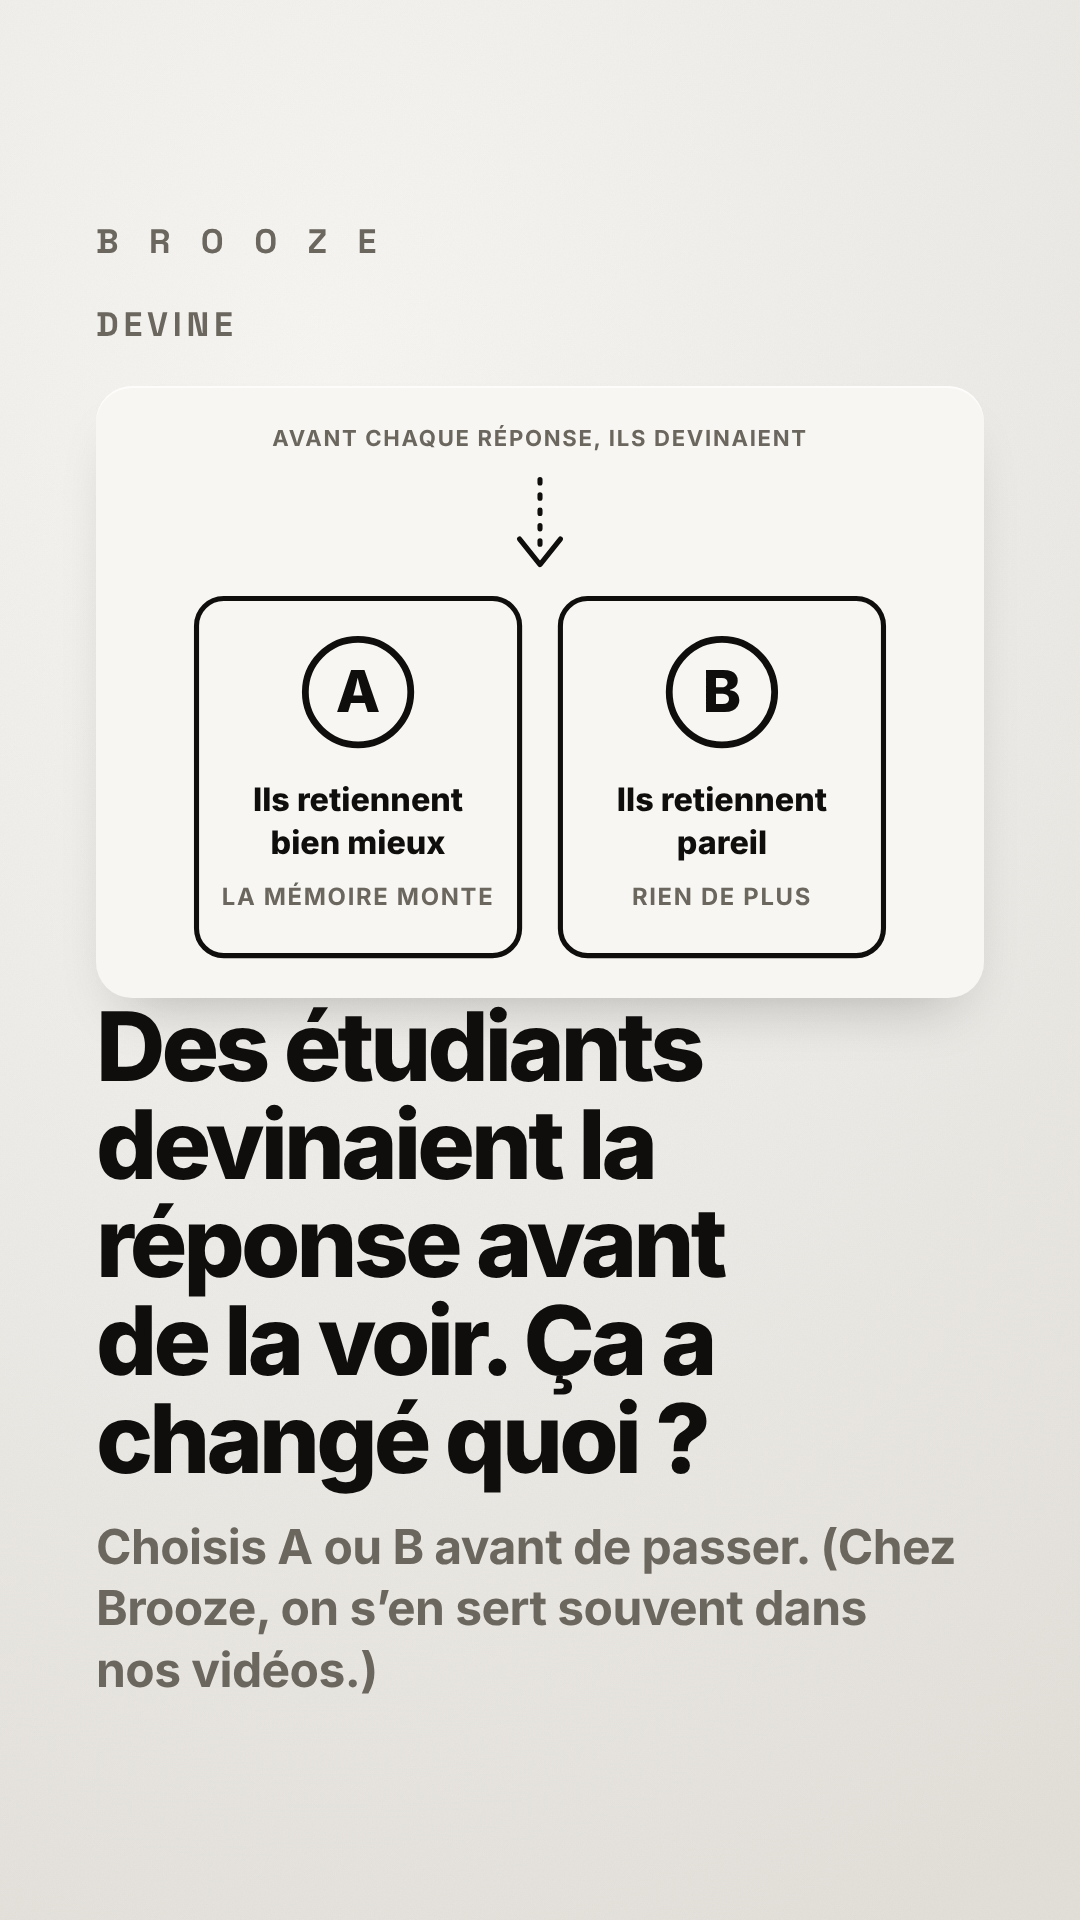 BROOZE
DEVINE
AVANT CHAQUE RÉPONSE, ILS DEVINAIENT
A
Ils retiennent
bien mieux
LA MÉMOIRE MONTE
B
Ils retiennent
pareil
RIEN DE PLUS
Des étudiants
devinaient la
réponse avant
de la voir. Ça a
changé quoi ?
Choisis A ou B avant de passer. (Chez
Brooze, on s’en sert souvent dans
nos vidéos.)